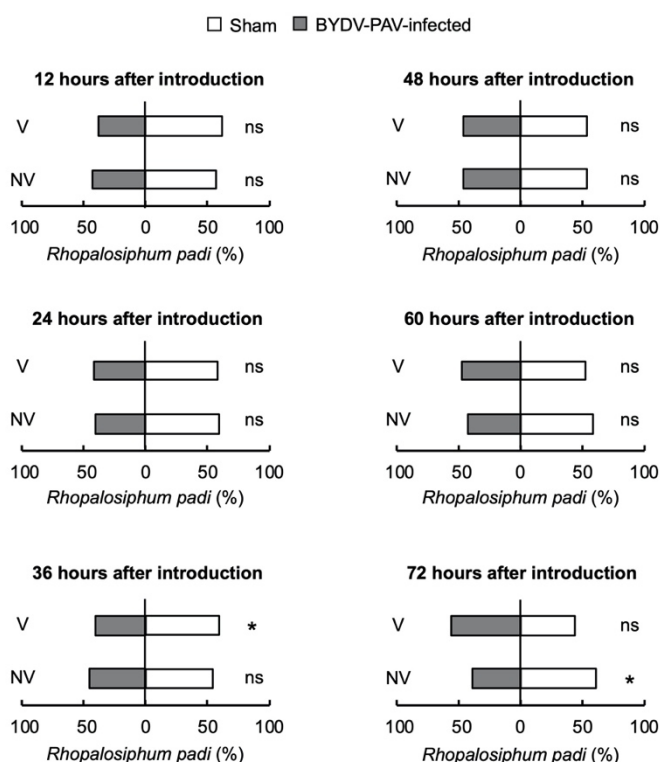 Sham BYDV-PAV-infected
12 hours after introduction
V ns
NV ns
100 50 0 50 100
Rhopalosiphum padi (%)
48 hours after introduction
V ns
NV ns
100 50 0 50 100
Rhopalosiphum padi (%)
24 hours after introduction
V ns
NV ns
100 50 0 50 100
Rhopalosiphum padi (%)
60 hours after introduction
V ns
NV ns
100 50 0 50 100
Rhopalosiphum padi (%)
36 hours after introduction
V *
NV ns
100 50 0 50 100
Rhopalosiphum padi (%)
72 hours after introduction
V ns
NV *
100 50 0 50 100
Rhopalosiphum padi (%)